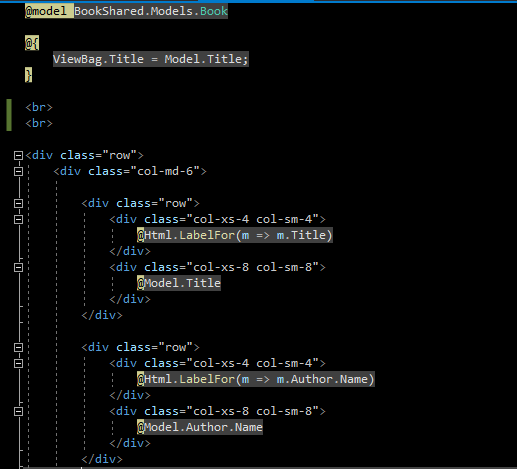 @model BookShared.Models.Book
@{
ViewBag.Title = Model.Title;
}
<br>
<br>
<div class="row">
<div class="col-md-6">
<div class="row">
<div class="col-xs-4 col-sm-4">
@Html.LabelFor(m => m.Title)
</div>
<div class="col-xs-8 col-sm-8">
@Model.Title
</div>
</div>
<div class="row">
<div class="col-xs-4 col-sm-4">
@Html.LabelFor(m => m.Author.Name)
</div>
<div class="col-xs-8 col-sm-8">
@Model.Author.Name
</div>
</div>